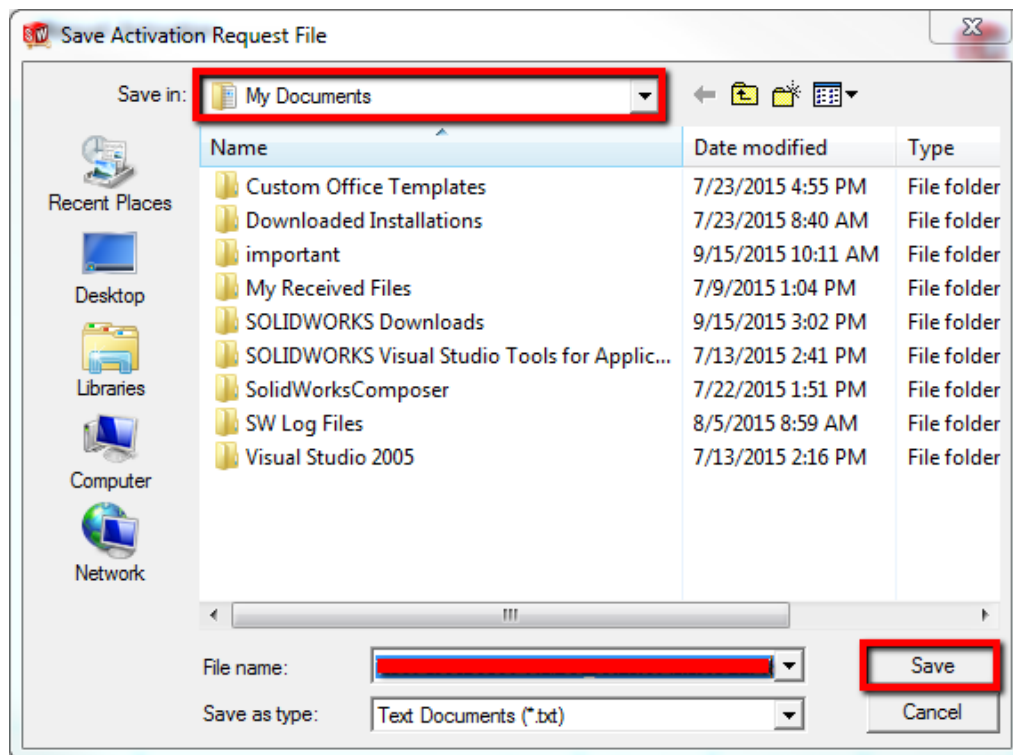 Save Activation Request File
Save in: My Documents
Name Date modified Type
Custom Office Templates 7/23/2015 4:55 PM File folder
Downloaded Installations 7/23/2015 8:40 AM File folder
important 9/15/2015 10:11 AM File folder
My Received Files 7/9/2015 1:04 PM File folder
SOLIDWORKS Downloads 9/15/2015 3:02 PM File folder
SOLIDWORKS Visual Studio Tools for Applic... 7/13/2015 2:41 PM File folder
SolidWorksComposer 7/22/2015 1:51 PM File folder
SW Log Files 8/5/2015 8:59 AM File folder
Visual Studio 2005 7/13/2015 2:16 PM File folder
Recent Places
Desktop
Libraries
Computer
Network
File name: Save
Save as type: Text Documents (*.txt) Cancel